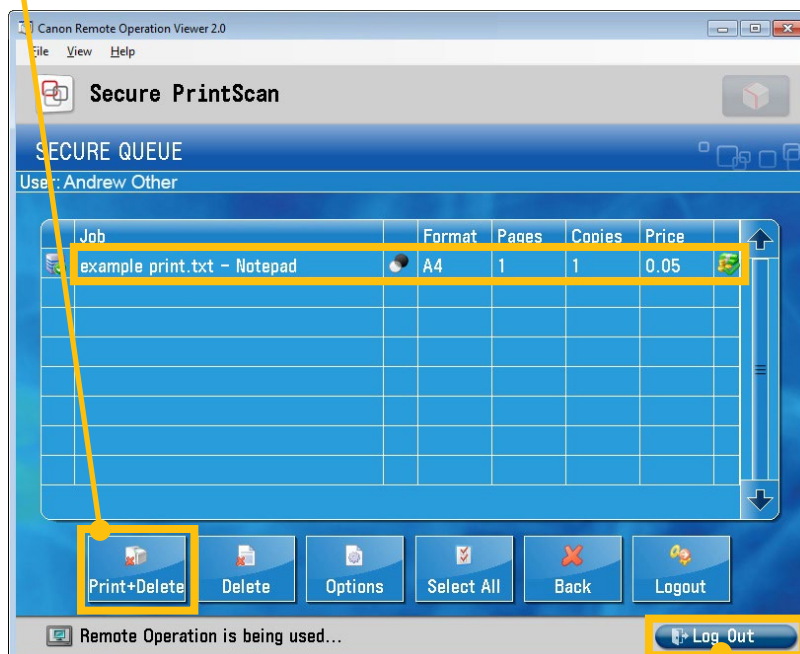 Canon Remote Operation Viewer 2.0
File View Help
Secure PrintScan
SECURE QUEUE
User: Andrew Other
Job Format Pages Copies Price
example print.txt - Notepad A4 1 1 0.05
Print+Delete Delete Options Select All Back Logout
Remote Operation is being used... Log Out